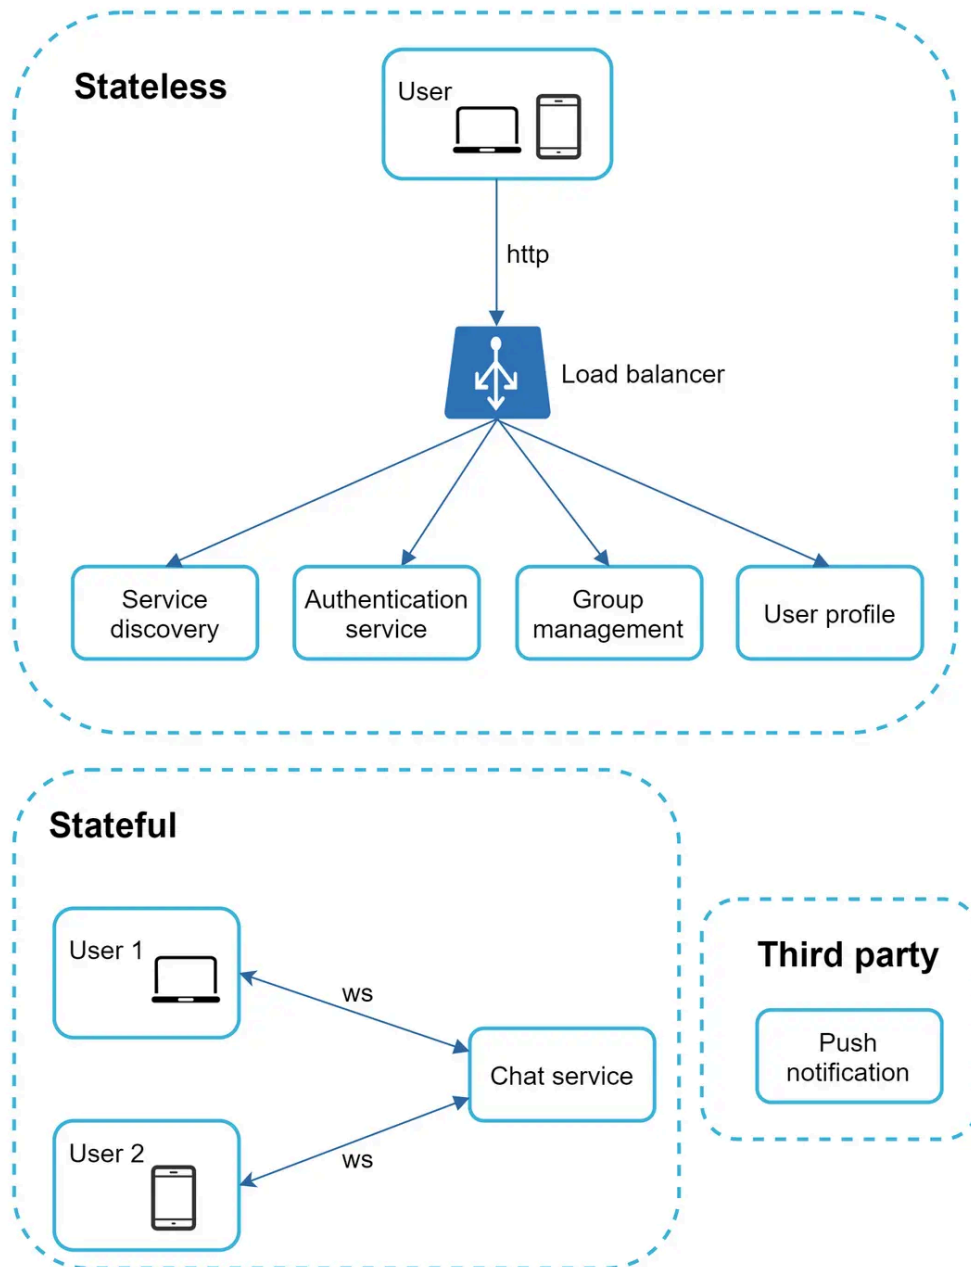 Stateless
User
http
Load balancer
Service
discovery
Authentication
service
Group
management
User profile
Stateful
User 1
ws
Chat service
User 2
ws
Third party
Push
notification